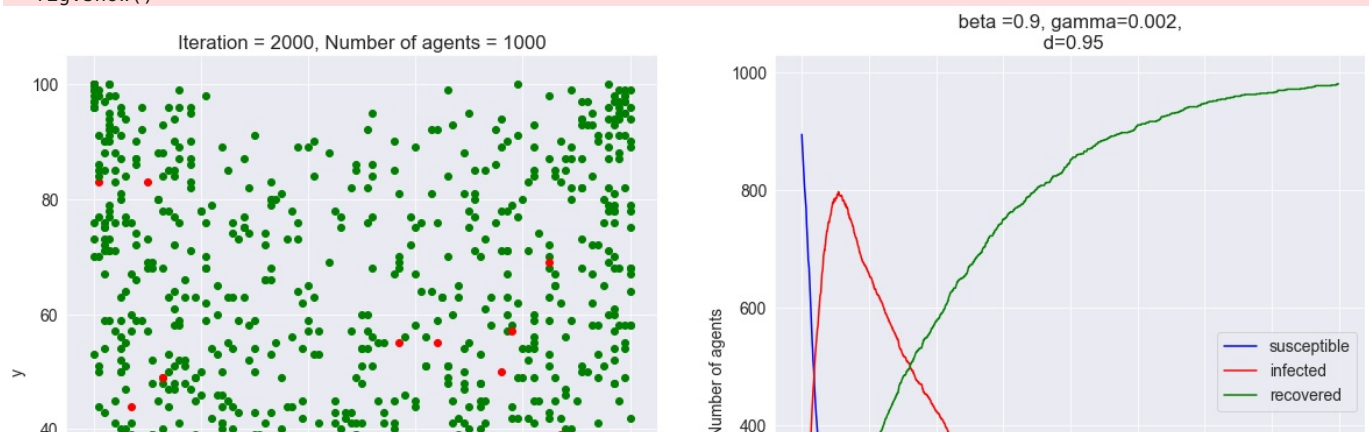 Iteration = 2000, Number of agents = 1000
100
80
60
40
y
beta =0.9, gamma=0.002,
d=0.95
1000
800
600
400
Number of agents
susceptible
infected
recovered